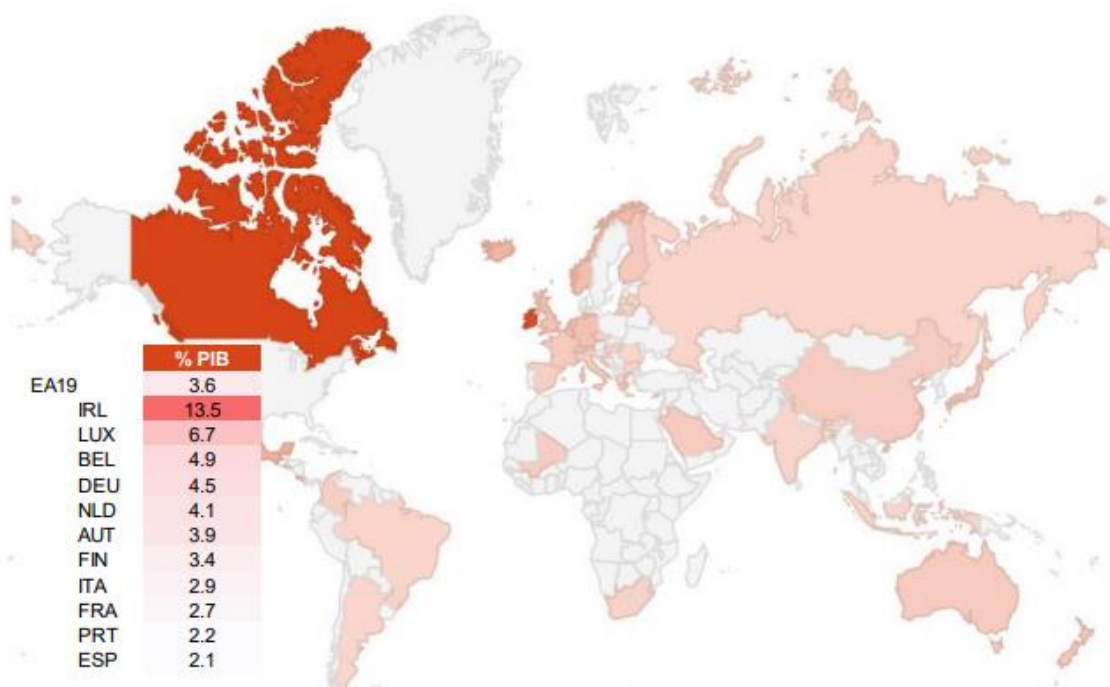 % PIB
EA19 3.6
IRL 13.5
LUX 6.7
BEL 4.9
DEU 4.5
NLD 4.1
AUT 3.9
FIN 3.4
ITA 2.9
FRA 2.7
PRT 2.2
ESP 2.1